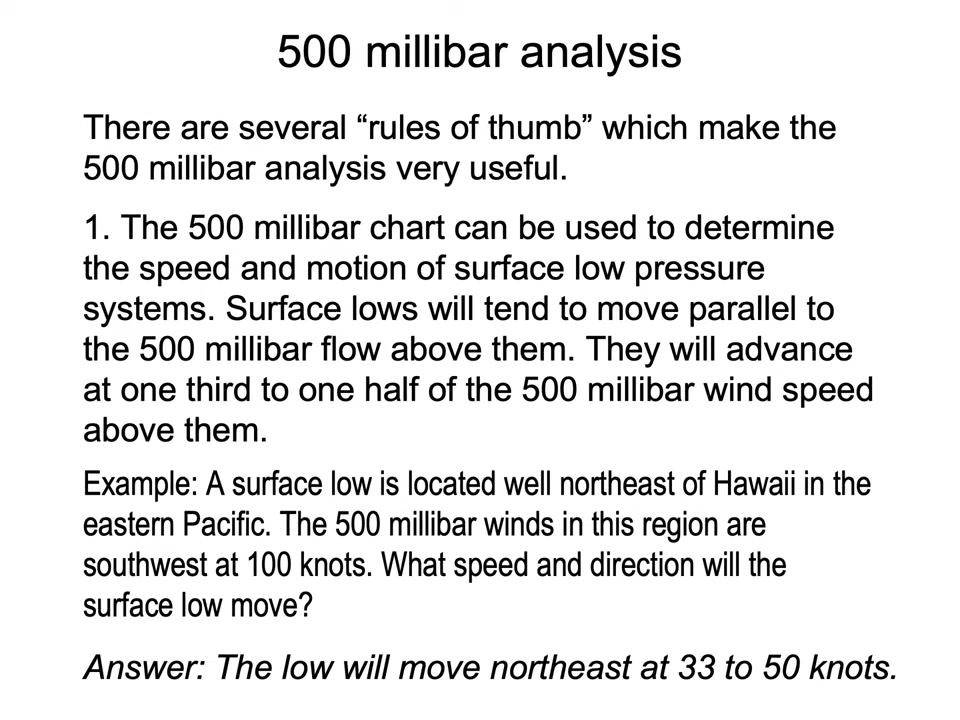 500 millibar analysis
There are several “rules of thumb” which make the
500 millibar analysis very useful.
1. The 500 millibar chart can be used to determine
the speed and motion of surface low pressure
systems. Surface lows will tend to move parallel to
the 500 millibar flow above them. They will advance
at one third to one half of the 500 millibar wind speed
above them.
Example: A surface low is located well northeast of Hawaii in the
eastern Pacific. The 500 millibar winds in this region are
southwest at 100 knots. What speed and direction will the
surface low move?
Answer: The low will move northeast at 33 to 50 knots.